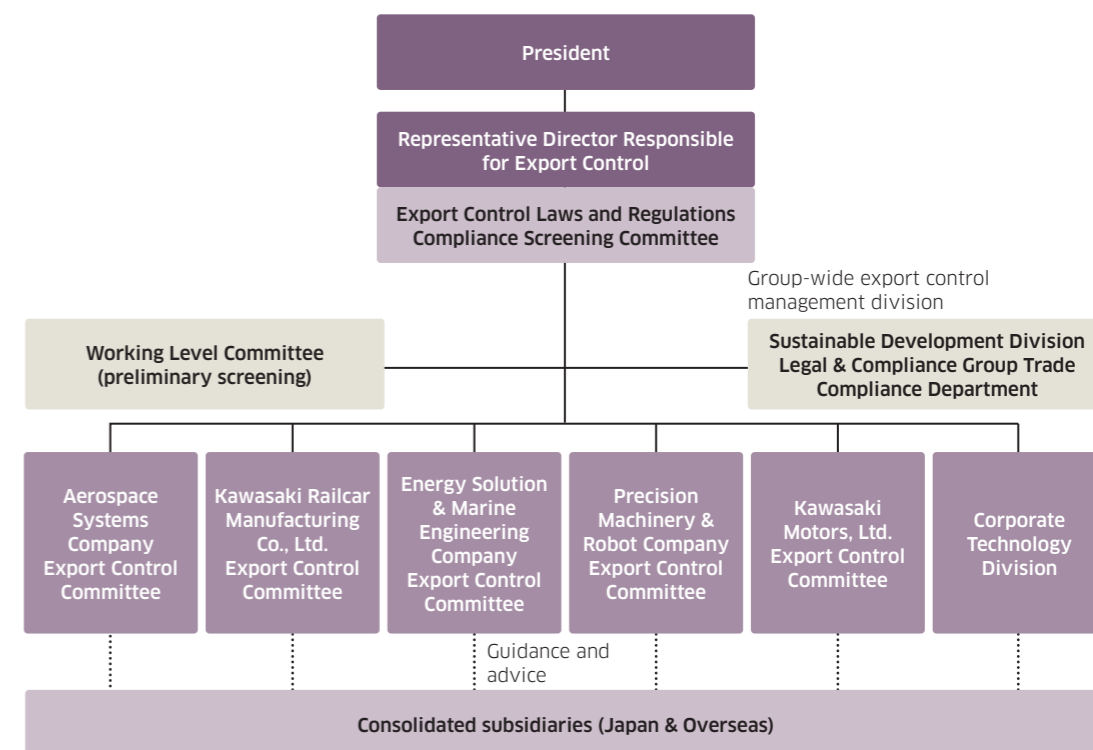 President
Representative Director Responsible
for Export Control
Export Control Laws and Regulations
Compliance Screening Committee
Group-wide export control
management division
Working Level Committee
(preliminary screening)
Sustainable Development Division
Legal & Compliance Group Trade
Compliance Department
Aerospace
Systems
Company
Export Control
Committee
Kawasaki Railcar
Manufacturing
Co., Ltd.
Export Control
Committee
Energy Solution
& Marine
Engineering
Company
Export Control
Committee
Precision
Machinery &
Robot Company
Export Control
Committee
Kawasaki
Motors, Ltd.
Export Control
Committee
Corporate
Technology
Division
Guidance and
advice
Consolidated subsidiaries (Japan & Overseas)